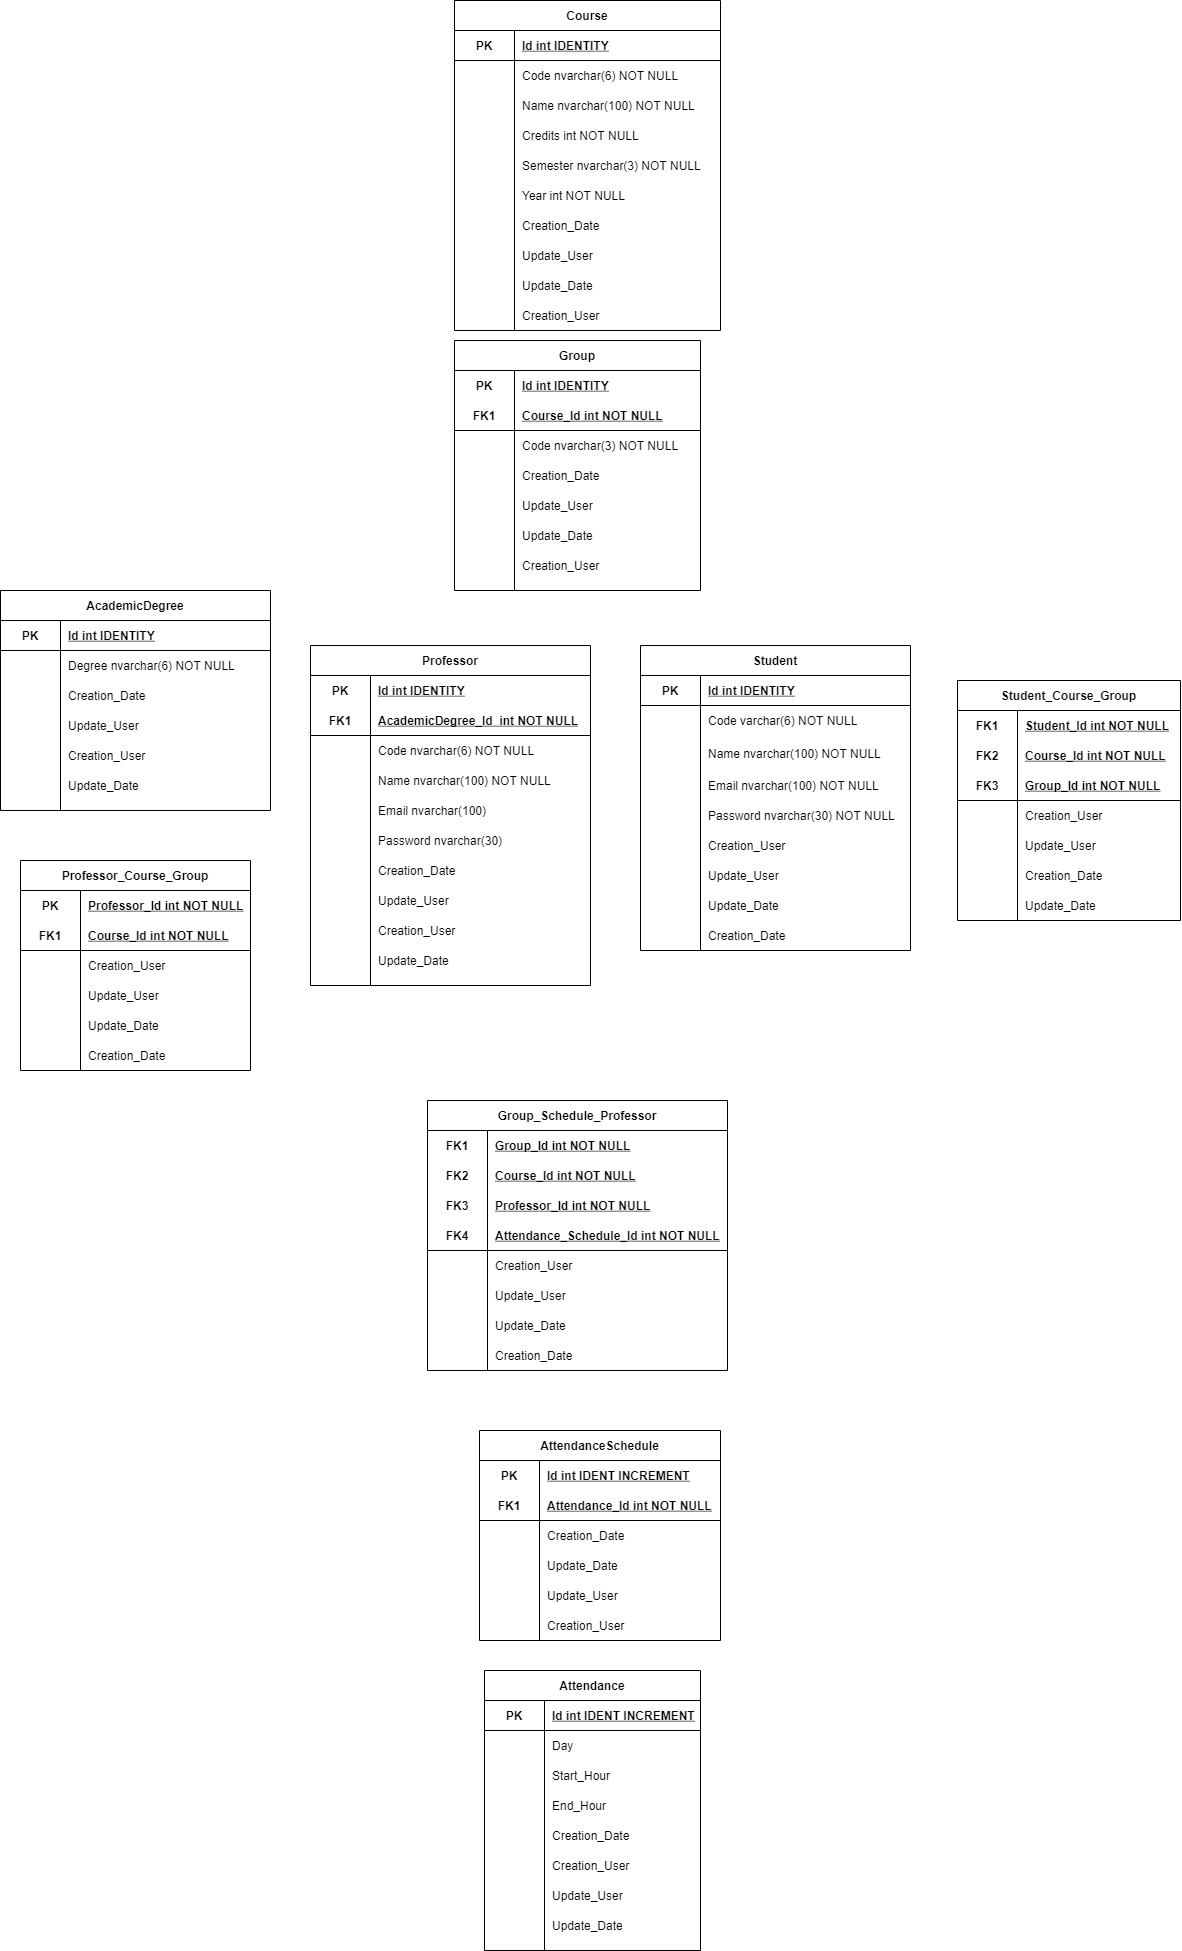 Course
PK Id int IDENTITY
Code nvarchar(6) NOT NULL
Name nvarchar(100) NOT NULL
Credits int NOT NULL
Semester nvarchar(3) NOT NULL
Year int NOT NULL
Creation_Date
Update_User
Update_Date
Creation_User
Group
PK Id int IDENTITY
FK1 Course_Id int NOT NULL
Code nvarchar(3) NOT NULL
Creation_Date
Update_User
Update_Date
Creation_User
AcademicDegree
PK Id int IDENTITY
Degree nvarchar(6) NOT NULL
Creation_Date
Update_User
Creation_User
Update_Date
Professor
PK Id int IDENTITY
FK1 AcademicDegree_Id int NOT NULL
Code nvarchar(6) NOT NULL
Name nvarchar(100) NOT NULL
Email nvarchar(100)
Password nvarchar(30)
Creation_Date
Update_User
Creation_User
Update_Date
Student
PK Id int IDENTITY
Code varchar(6) NOT NULL
Name nvarchar(100) NOT NULL
Email nvarchar(100) NOT NULL
Password nvarchar(30) NOT NULL
Creation_User
Update_User
Update_Date
Creation_Date
Student_Course_Group
FK1 Student_Id int NOT NULL
FK2 Course_Id int NOT NULL
FK3 Group_Id int NOT NULL
Creation_User
Update_User
Creation_Date
Update_Date
Professor_Course_Group
PK Professor_Id int NOT NULL
FK1 Course_Id int NOT NULL
Creation_User
Update_User
Update_Date
Creation_Date
Group_Schedule_Professor
FK1 Group_Id int NOT NULL
FK2 Course_Id int NOT NULL
FK3 Professor_Id int NOT NULL
FK4 Attendance_Schedule_Id int NOT NULL
Creation_User
Update_User
Update_Date
Creation_Date
AttendanceSchedule
PK Id int IDENT INCREMENT
FK1 Attendance_Id int NOT NULL
Creation_Date
Update_Date
Update_User
Creation_User
Attendance
PK Id int IDENT INCREMENT
Day
Start_Hour
End_Hour
Creation_Date
Creation_User
Update_User
Update_Date